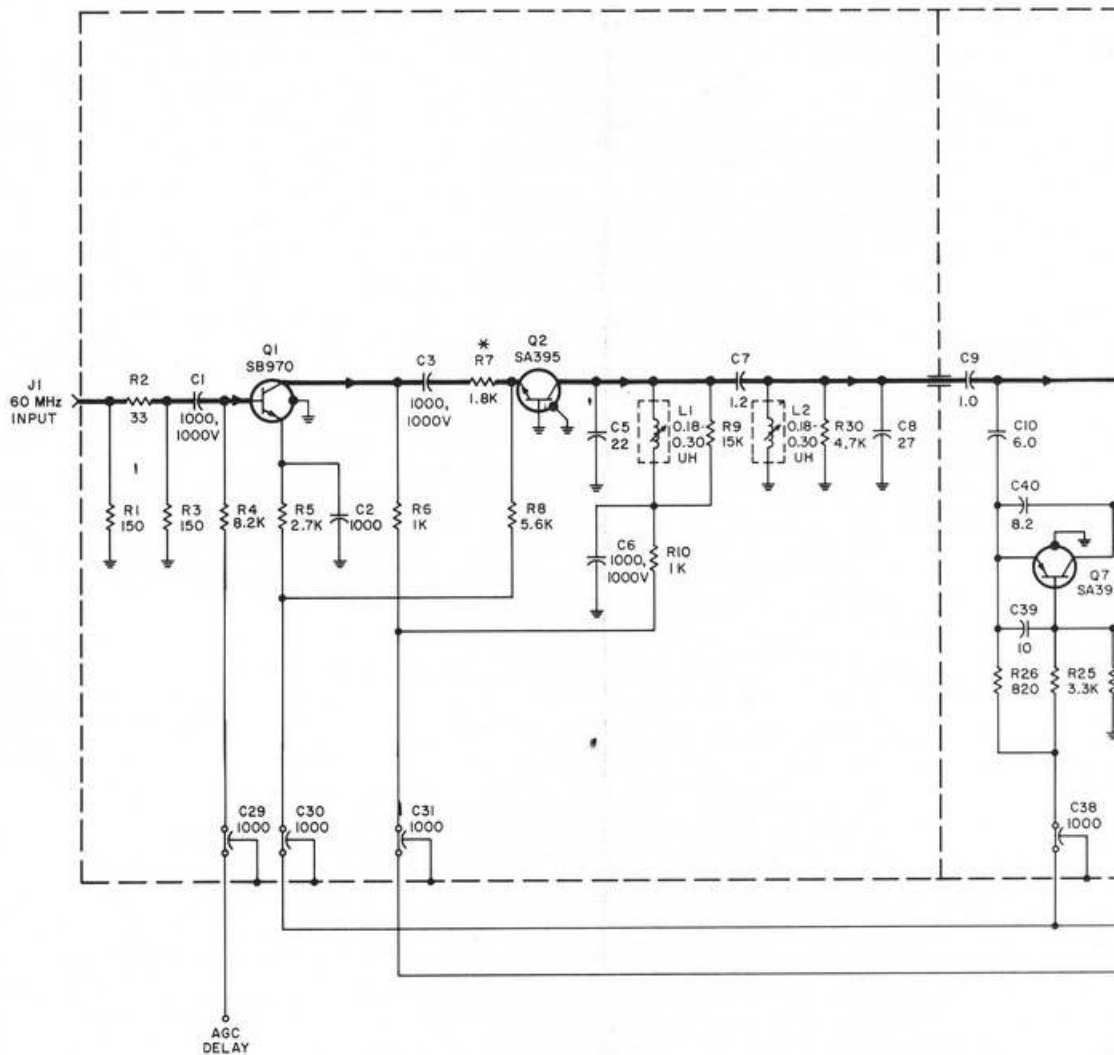 J1
60 MHz
INPUT
R2
33
C1
1000,
1000V
Q1
SB970
C3
1000,
1000V
*
R7
1.8K
Q2
SA395
C7
1.2
C9
1.0
R1
150
R3
150
R4
8.2K
R5
2.7K
C2
1000
R6
1K
R8
5.6K
C5
22
L1
0.18-
0.30
UH
R9
15K
L2
0.18-
0.30
UH
R30
4.7K
C8
27
C10
6.0
C6
1000,
1000V
R10
1K
C40
8.2
Q7
SA39
C39
10
R26
820
R25
3.3K
C29
1000
C30
1000
C31
1000
C38
1000
AGC
DELAY